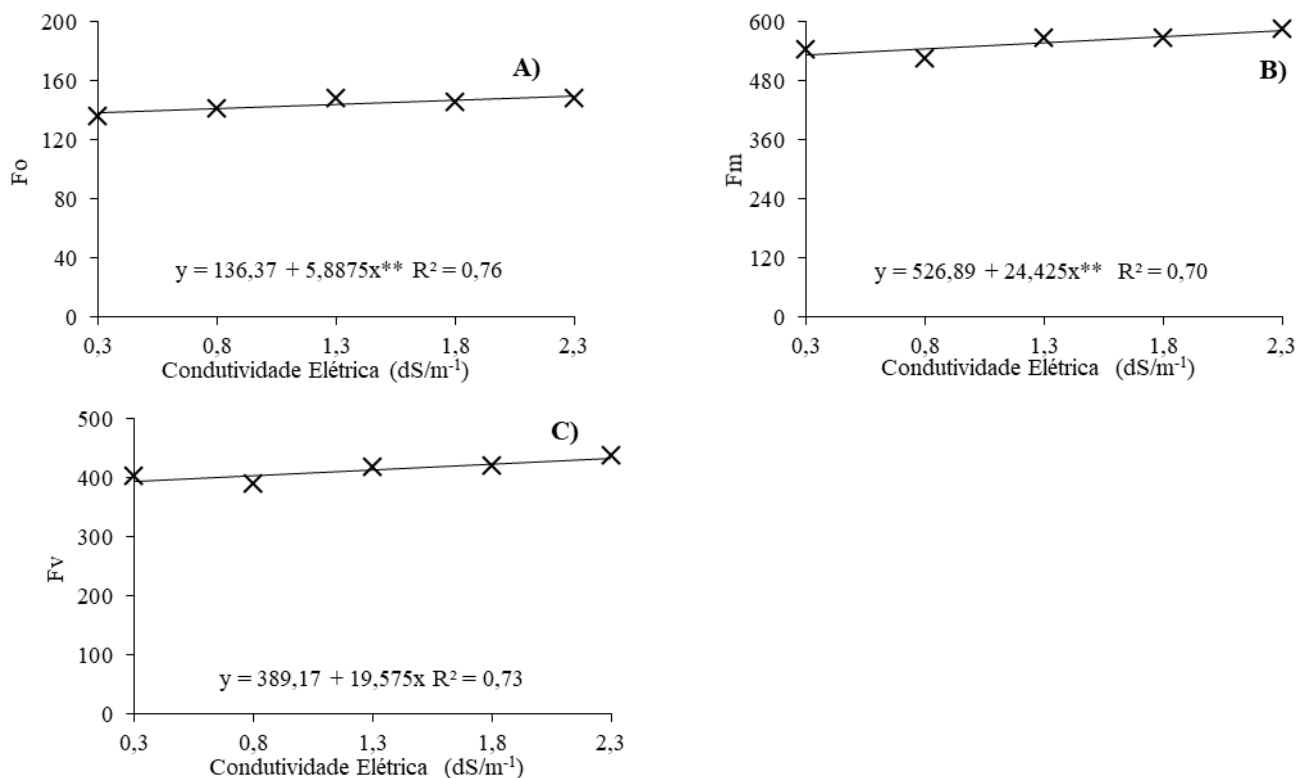 200
160
120
80
40
0
Fo
A)
y = 136,37 + 5,8875x** R² = 0,76
0,3 0,8 1,3 1,8 2,3
Condutividade Elétrica (dS/m⁻¹)
600
480
360
240
120
0
Fm
B)
y = 526,89 + 24,425x** R² = 0,70
0,3 0,8 1,3 1,8 2,3
Condutividade Elétrica (dS/m⁻¹)
500
400
300
200
100
0
Fv
C)
y = 389,17 + 19,575x R² = 0,73
0,3 0,8 1,3 1,8 2,3
Condutividade Elétrica (dS/m⁻¹)